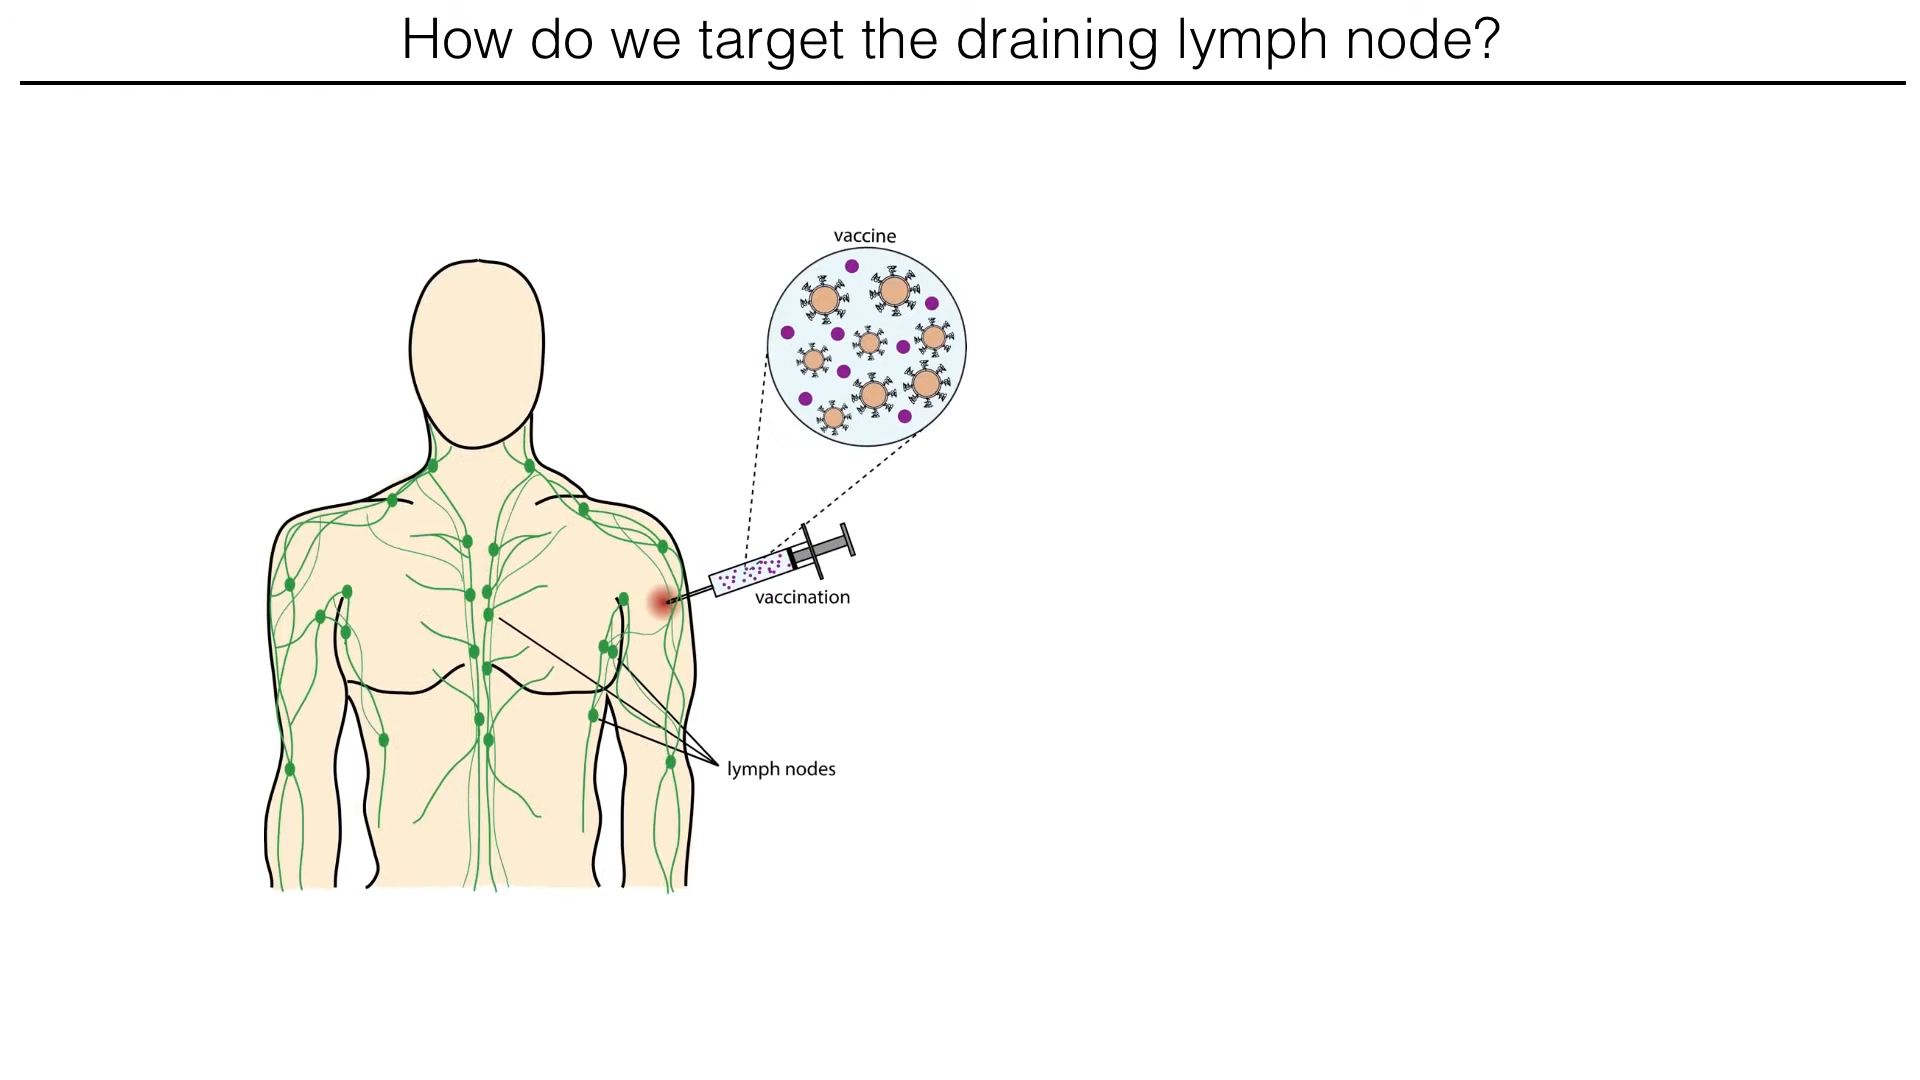 How do we target the draining lymph node?
vaccine
vaccination
lymph nodes